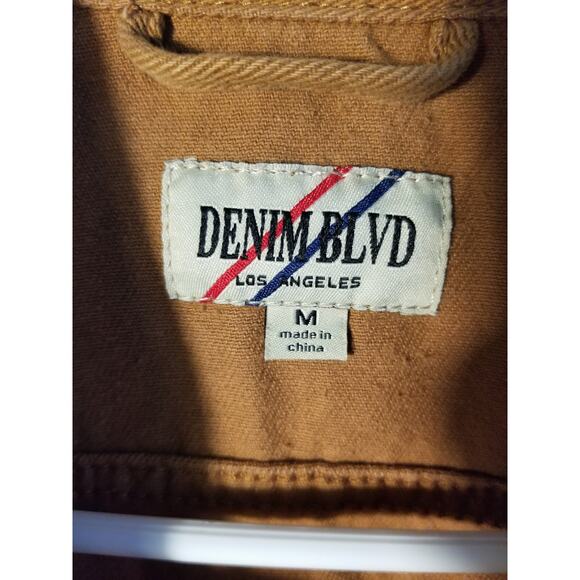 DENIM BLVD
LOS ANGELES
M
made in
china